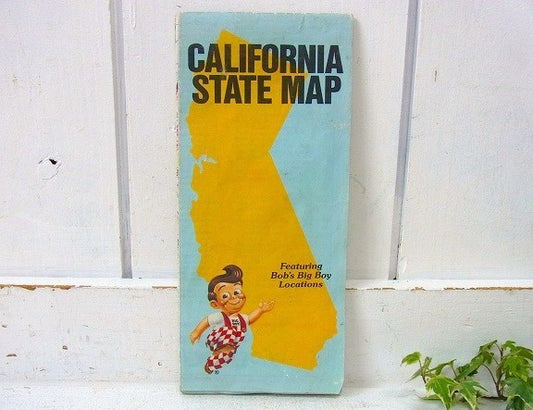 CALIFORNIA
STATE MAP
Featuring
Bob's Big Boy
Locations